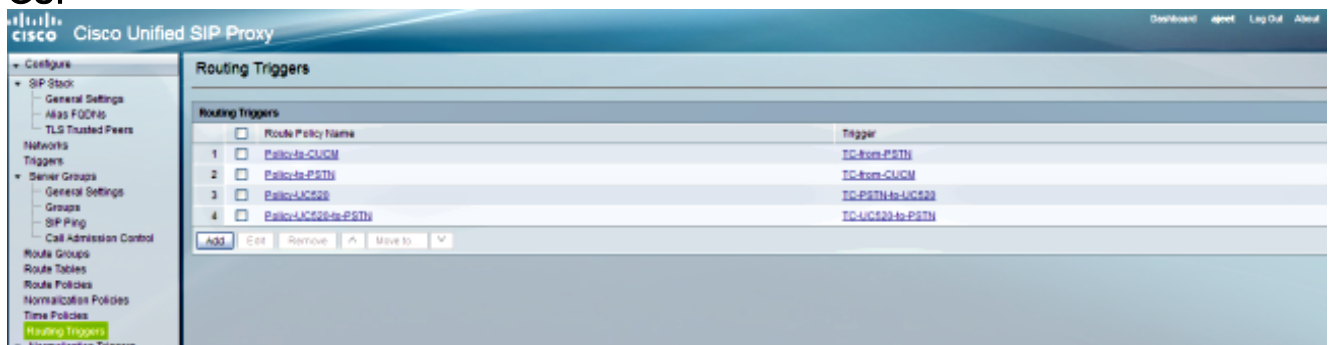 cisco Cisco Unified SIP Proxy
Dashboard ajeet Log Out About
Configure
SIP Stack
General Settings
Alias FQDNs
TLS Trusted Peers
Networks
Triggers
Server Groups
General Settings
Groups
SIP Ping
Call Admission Control
Route Groups
Route Tables
Route Policies
Normalization Policies
Time Policies
Routing Triggers
Routing Triggers
Routing Triggers
Route Policy Name Trigger
1 Policy-to-CUCM TC-from-PSTN
2 Policy-to-PSTN TC-from-CUCM
3 Policy-UC520 TC-PSTN-to-UC520
4 Policy-UC520-to-PSTN TC-UC520-to-PSTN
Add Edit Remove Move to